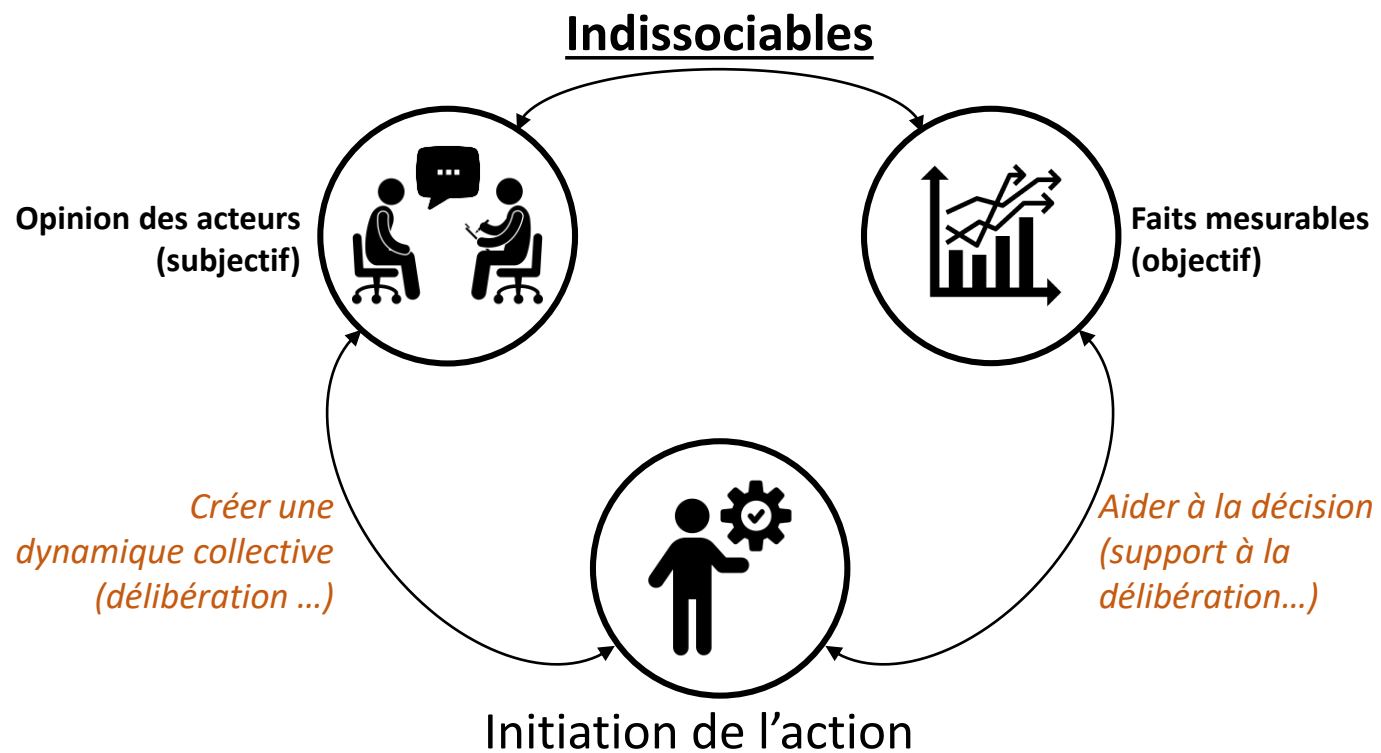 Indissociables
...
Opinion des acteurs
(subjectif)
Faits mesurables
(objectif)
Créer une
dynamique collective
(délibération ...)
Aider à la décision
(support à la
délibération...)
Initiation de l’action